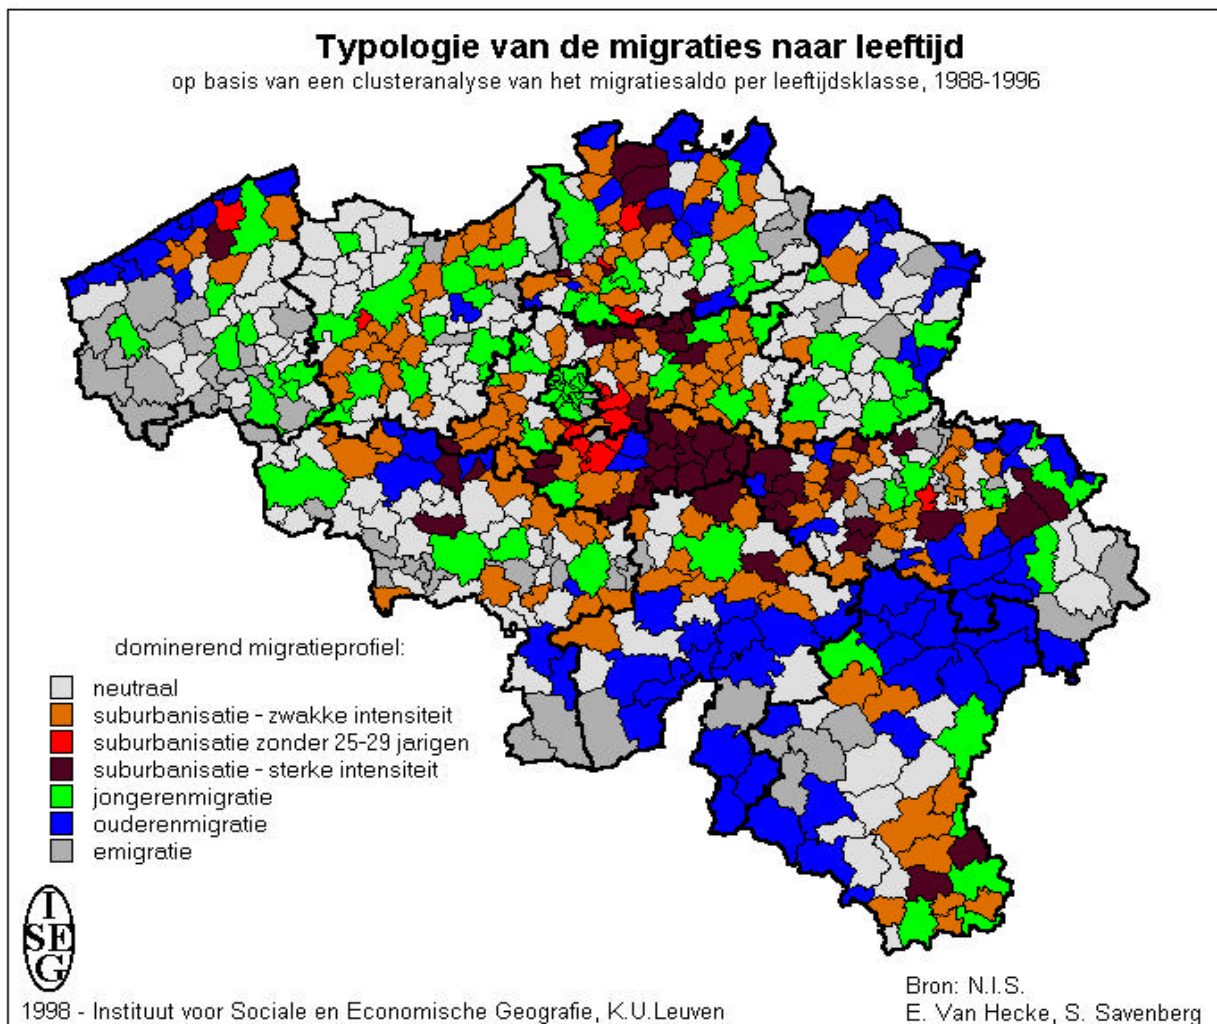 Typologie van de migraties naar leeftijd
op basis van een clusteranalyse van het migratiesaldo per leeftijdsklasse, 1988-1996
dominerend migratieprofiel:
neutraal
suburbanisatie - zwakke intensiteit
suburbanisatie zonder 25-29 jarigen
suburbanisatie - sterke intensiteit
jongerenmigratie
ouderenmigratie
emigratie
I
SE
G
1998 - Instituut voor Sociale en Economische Geografie, K.U.Leuven
Bron: N.I.S.
E. Van Hecke, S. Savenberg